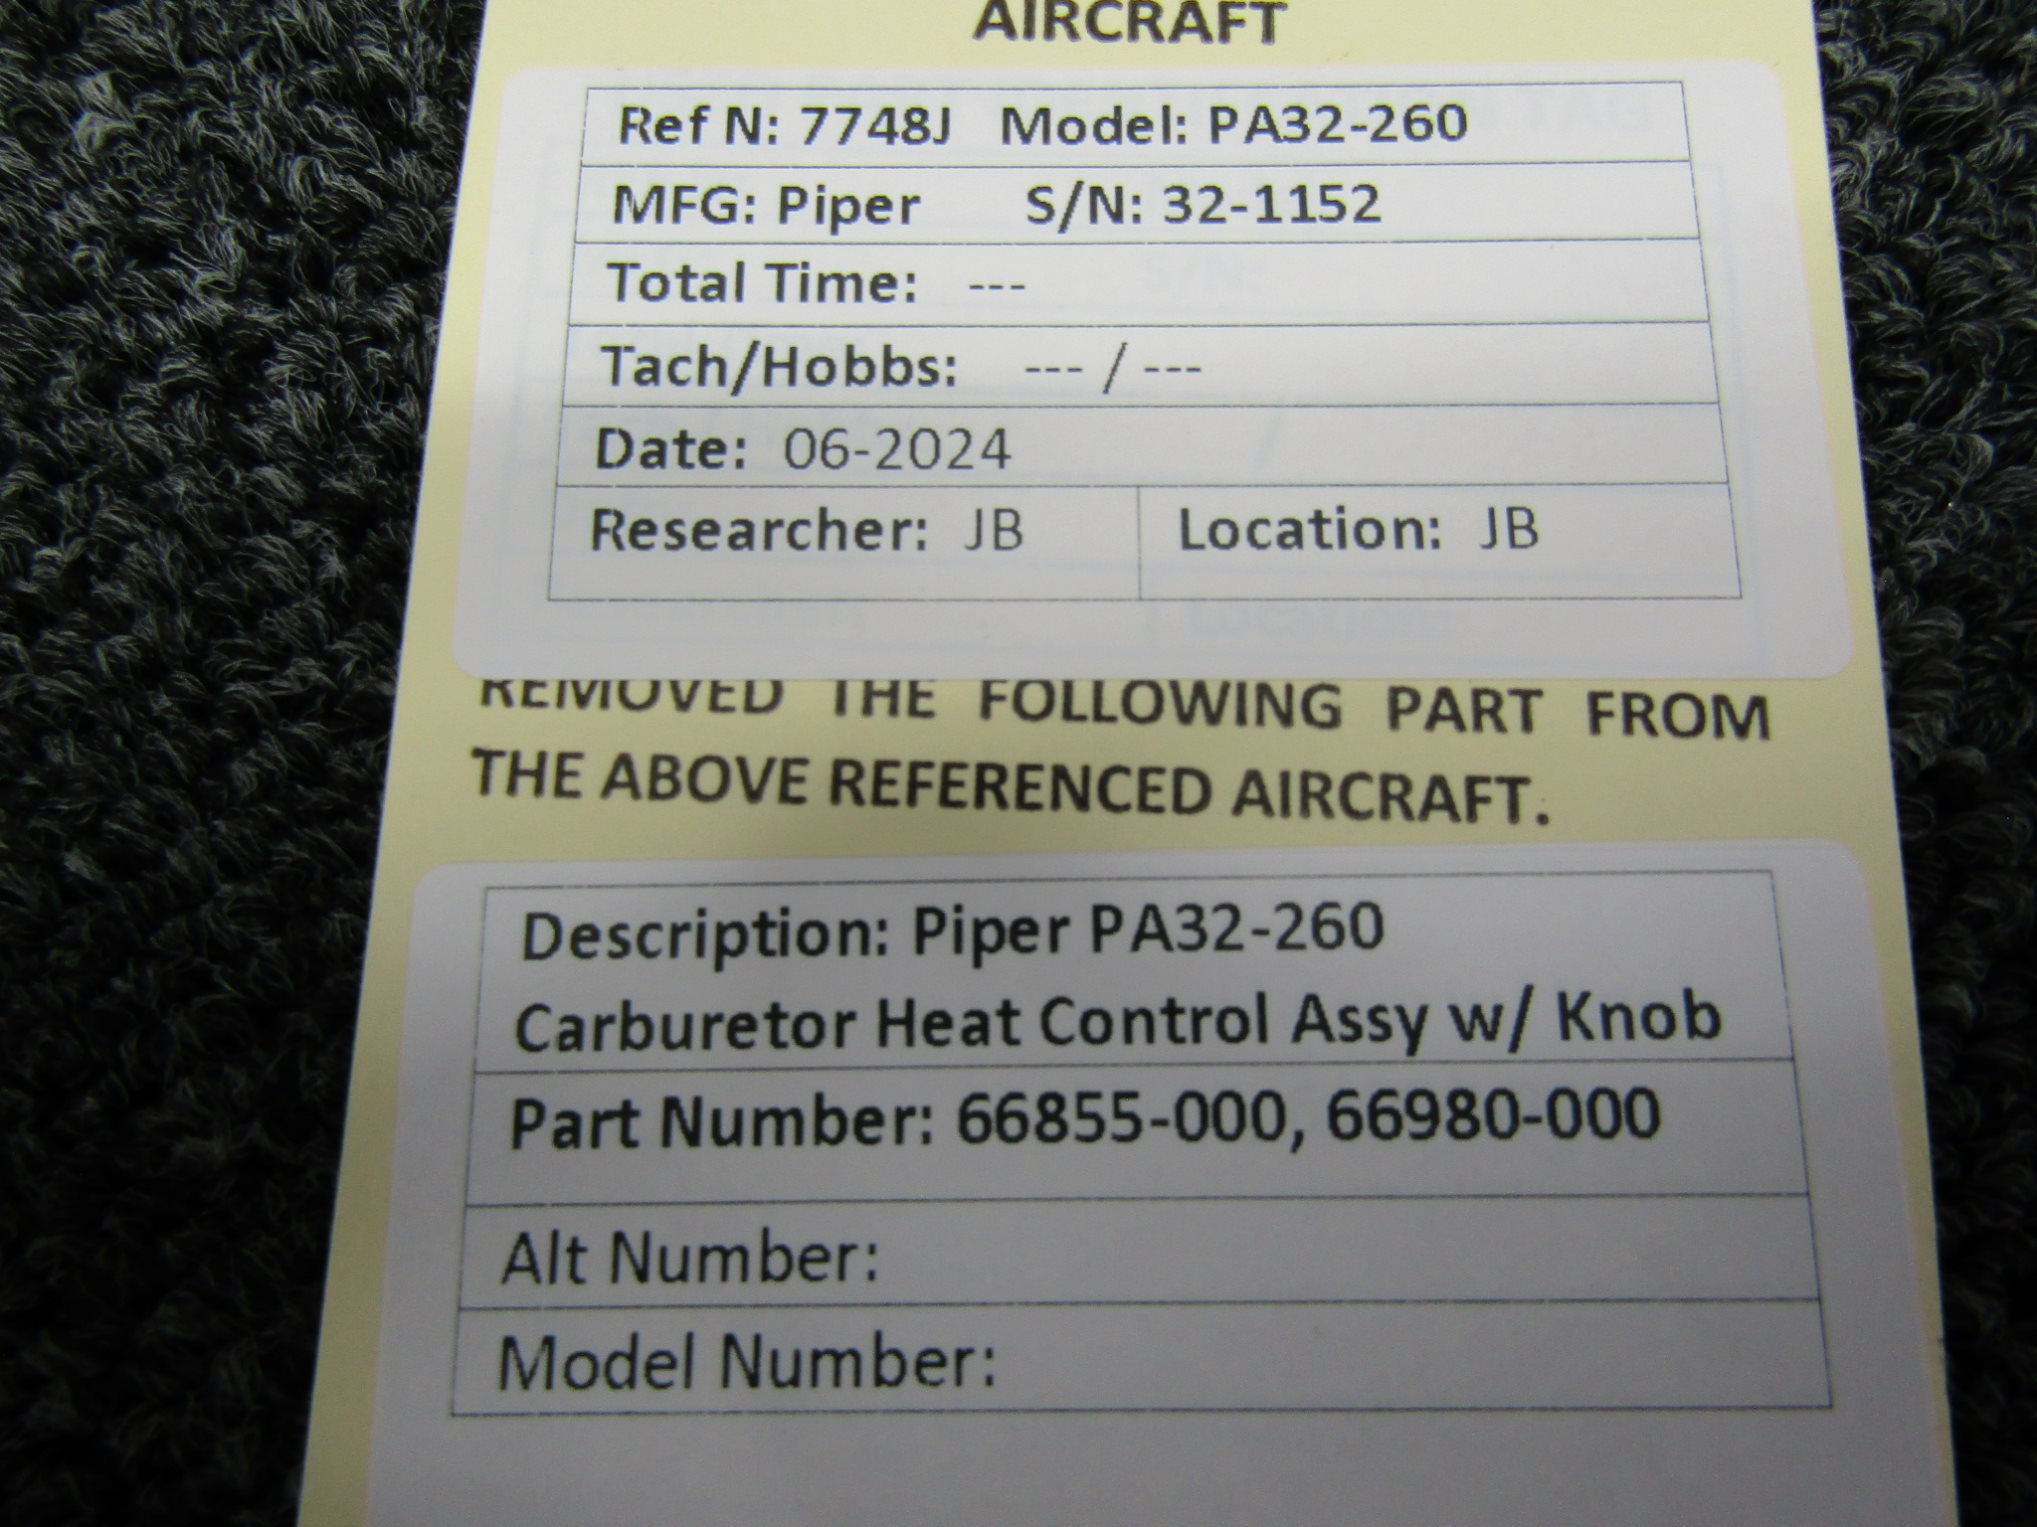 AIRCRAFT
Ref N: 7748J Model: PA32-260
MFG: Piper S/N: 32-1152
Total Time: ---
Tach/Hobbs: --- / ---
Date: 06-2024
Researcher: JB Location: JB
REMOVED THE FOLLOWING PART FROM
THE ABOVE REFERENCED AIRCRAFT.
Description: Piper PA32-260
Carburetor Heat Control Assy w/ Knob
Part Number: 66855-000, 66980-000
Alt Number:
Model Number: